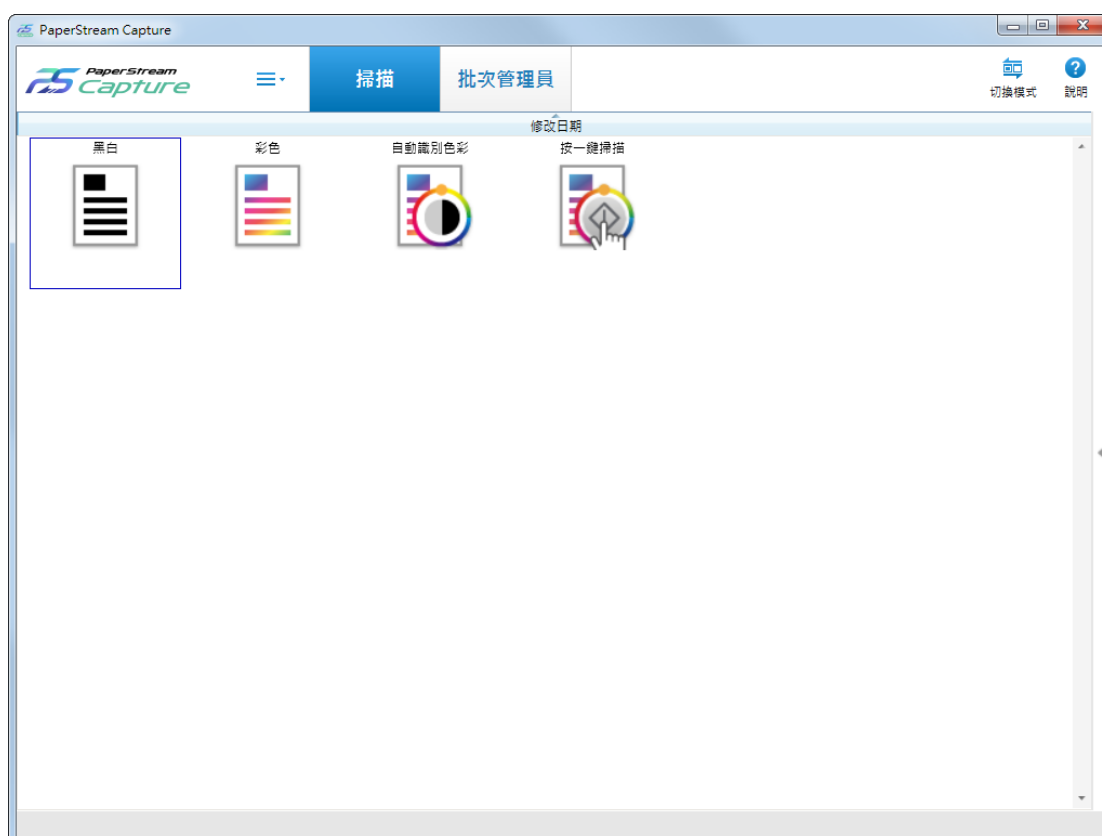 PaperStream Capture
PaperStream
Capture
掃描
批次管理員
切換模式
說明
修改日期
黑白
彩色
自動識別色彩
按一鍵掃描